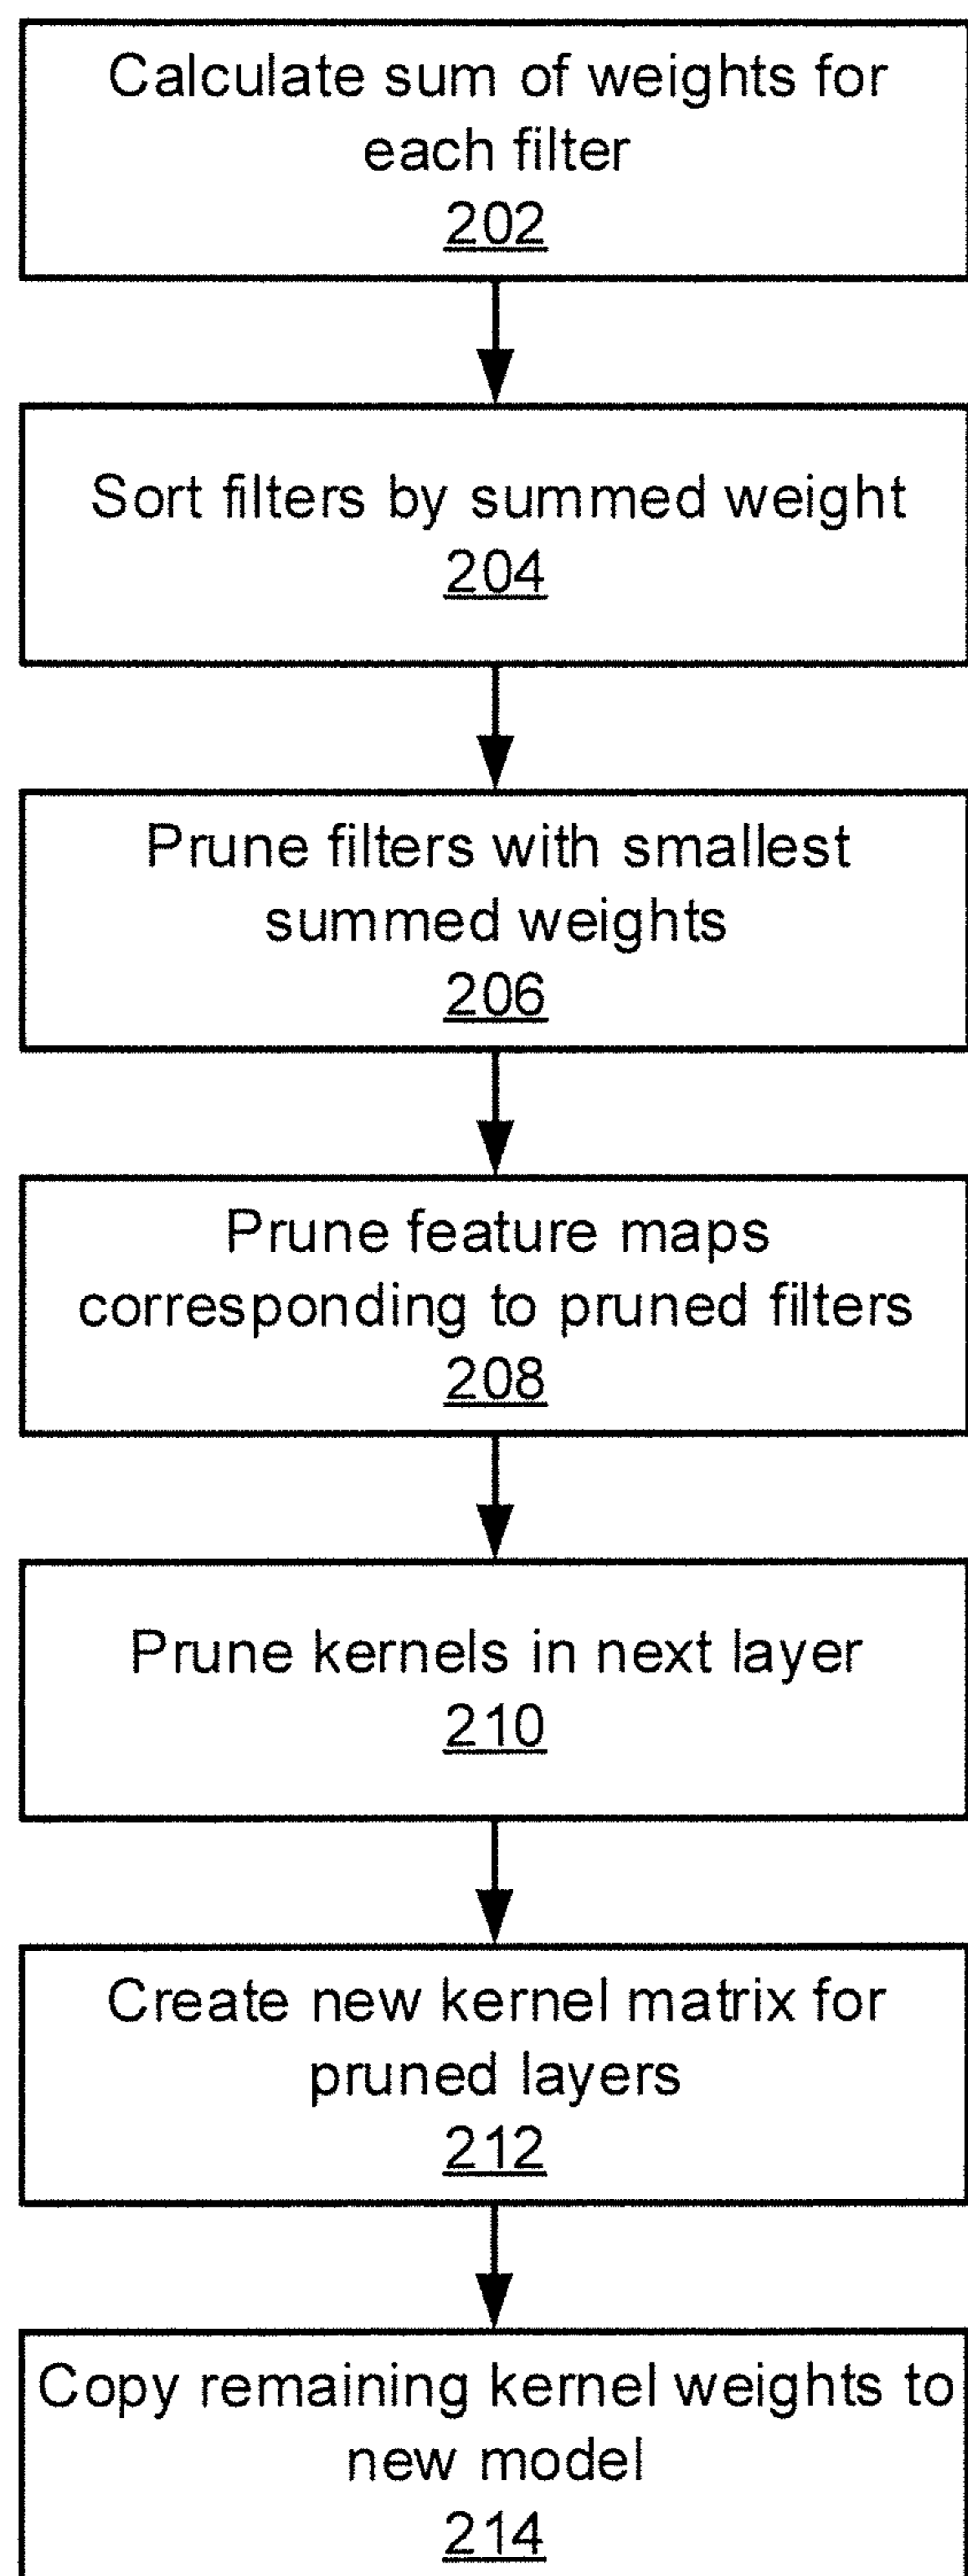 Calculate sum of weights for
each filter
202
Sort filters by summed weight
204
Prune filters with smallest
summed weights
206
Prune feature maps
corresponding to pruned filters
208
Prune kernels in next layer
210
Create new kernel matrix for
pruned layers
212
Copy remaining kernel weights to
new model
214